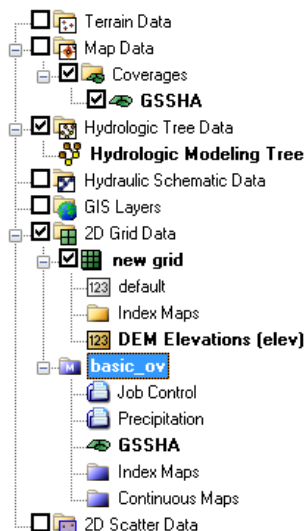 Terrain Data
Map Data
Coverages
GSSHA
Hydrologic Tree Data
Hydrologic Modeling Tree
Hydraulic Schematic Data
GIS Layers
2D Grid Data
new grid
123 default
Index Maps
123 DEM Elevations (elev)
M basic_ov
Job Control
Precipitation
GSSHA
Index Maps
Continuous Maps
2D Scatter Data